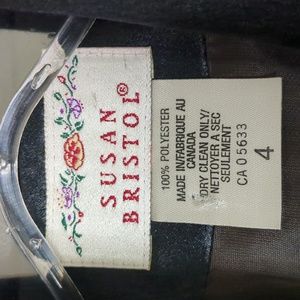 SUSAN
BRISTOL®
100% POLYESTER
MADE IN/FABRIQUE AU
CANADA
DRY CLEAN ONLY/
NETTOYER A SEC
SEULEMENT
CA 05633
4